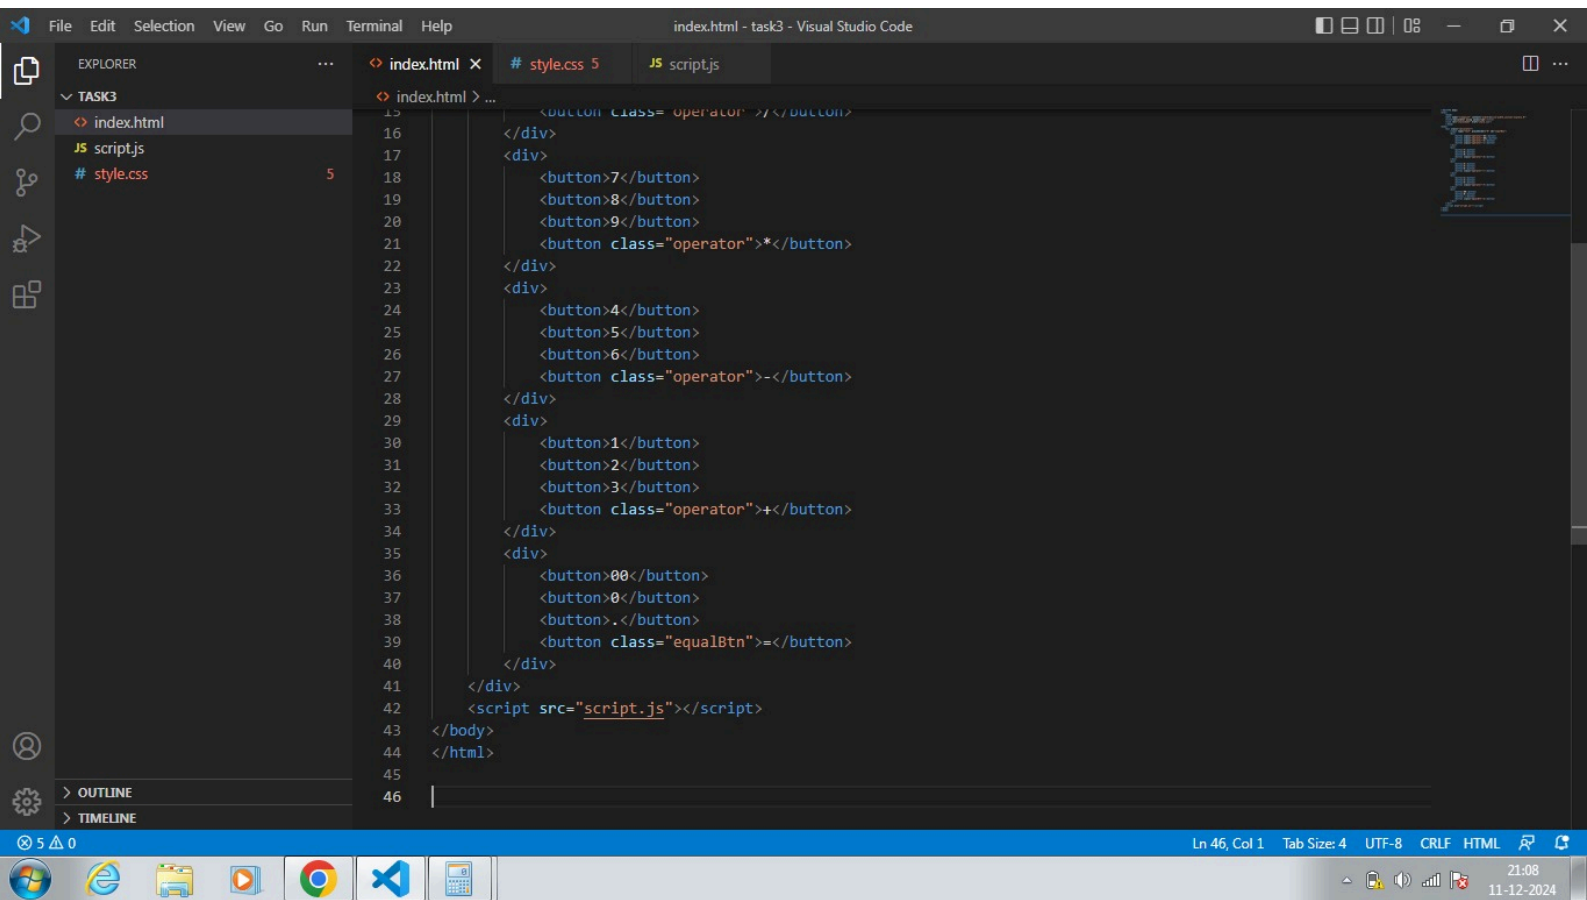 File Edit Selection View Go Run Terminal Help
index.html - task3 - Visual Studio Code
EXPLORER
index.html
# style.css 5
JS script.js
TASK3
index.html
JS script.js
# style.css 5
index.html > ...
15 <button class="operator">/</button>
16 </div>
17 <div>
18 <button>7</button>
19 <button>8</button>
20 <button>9</button>
21 <button class="operator">*</button>
22 </div>
23 <div>
24 <button>4</button>
25 <button>5</button>
26 <button>6</button>
27 <button class="operator">-</button>
28 </div>
29 <div>
30 <button>1</button>
31 <button>2</button>
32 <button>3</button>
33 <button class="operator">+</button>
34 </div>
35 <div>
36 <button>00</button>
37 <button>0</button>
38 <button>.</button>
39 <button class="equalBtn">=</button>
40 </div>
41 </div>
42 <script src="script.js"></script>
43 </body>
44 </html>
45
46
OUTLINE
TIMELINE
5 0
Ln 46, Col 1 Tab Size: 4 UTF-8 CRLF HTML
21:08
11-12-2024